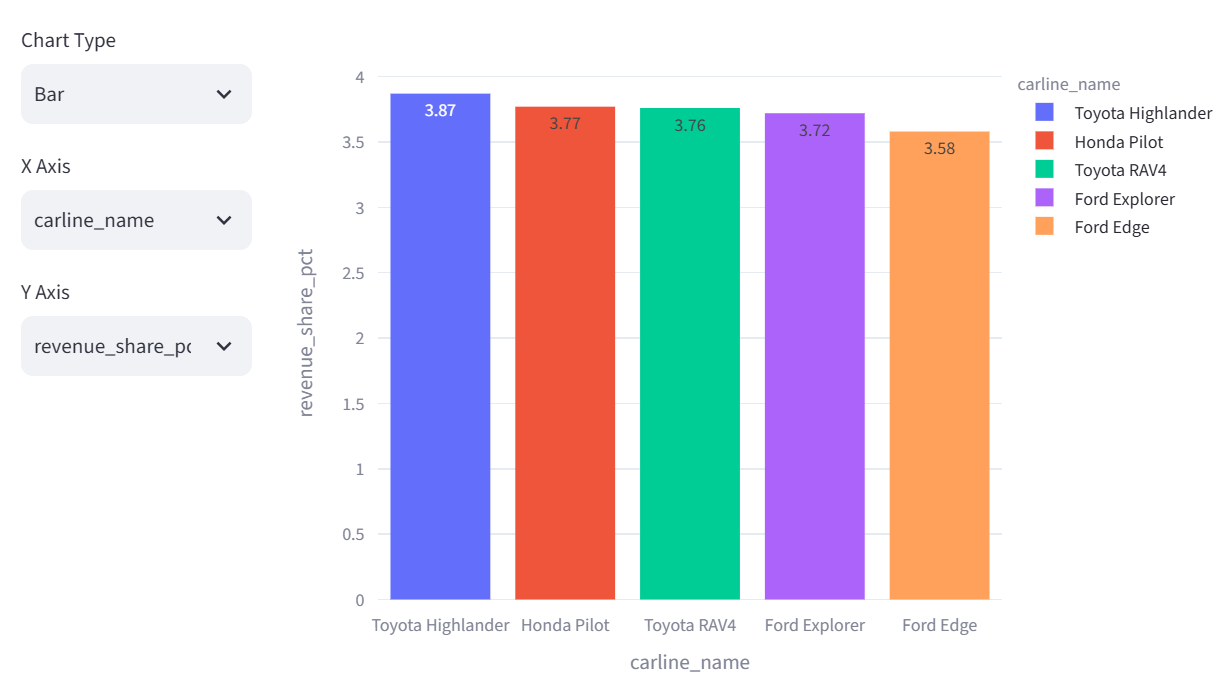 Chart Type
Bar
X Axis
carline_name
Y Axis
revenue_share_pc
revenue_share_pct
4
3.5
3
2.5
2
1.5
1
0.5
0
3.87
3.77
3.76
3.72
3.58
Toyota Highlander
Honda Pilot
Toyota RAV4
Ford Explorer
Ford Edge
carline_name
carline_name
Toyota Highlander
Honda Pilot
Toyota RAV4
Ford Explorer
Ford Edge